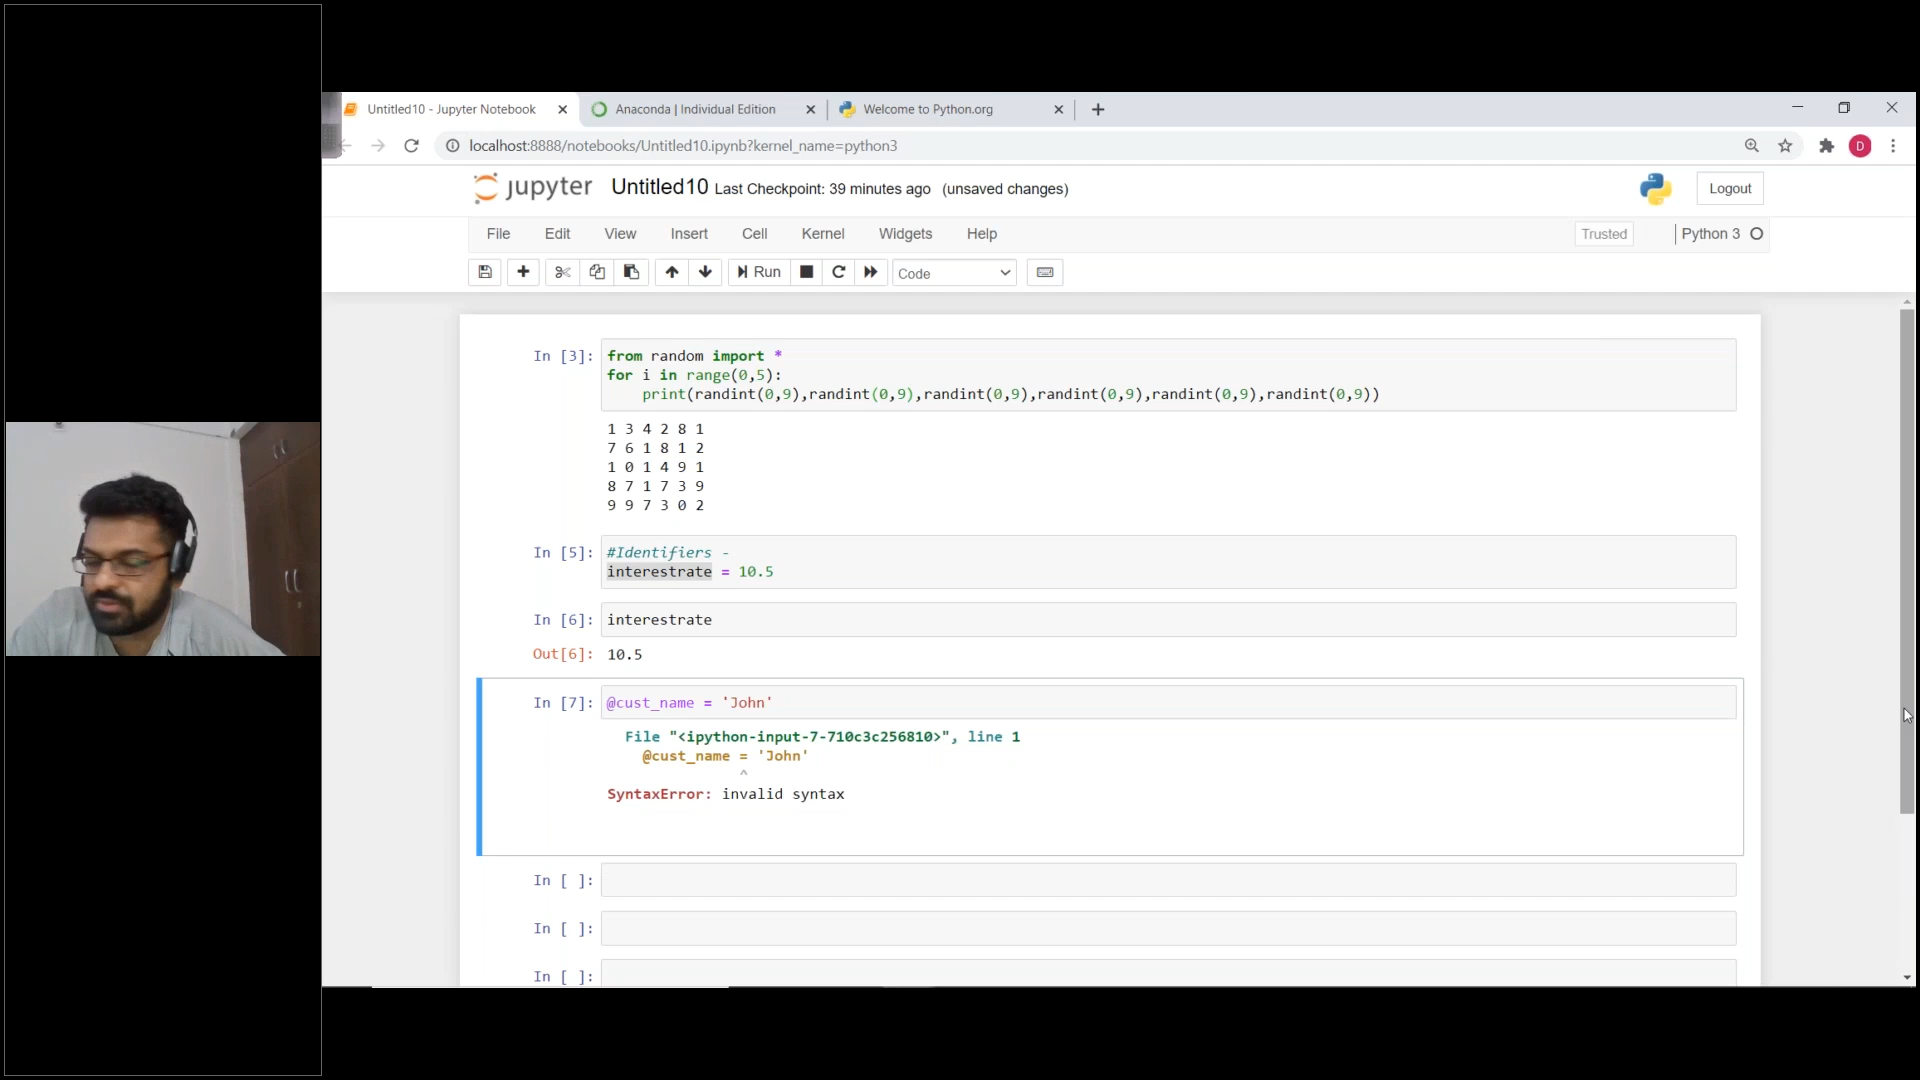 Untitled10 - Jupyter Notebook
Anaconda | Individual Edition
Welcome to Python.org
localhost:8888/notebooks/Untitled10.ipynb?kernel_name=python3
D
jupyter Untitled10 Last Checkpoint: 39 minutes ago (unsaved changes)
Logout
File Edit View Insert Cell Kernel Widgets Help
Trusted
Python 3
Run
Code
In [3]: from random import *
for i in range(0,5):
print(randint(0,9),randint(0,9),randint(0,9),randint(0,9),randint(0,9),randint(0,9))
1 3 4 2 8 1
7 6 1 8 1 2
1 0 1 4 9 1
8 7 1 7 3 9
9 9 7 3 0 2
In [5]: #Identifiers -
interestrate = 10.5
In [6]: interestrate
Out[6]: 10.5
In [7]: @cust_name = 'John'
File "<ipython-input-7-710c3c256810>", line 1
@cust_name = 'John'
^
SyntaxError: invalid syntax
In [ ]:
In [ ]:
In [ ]: